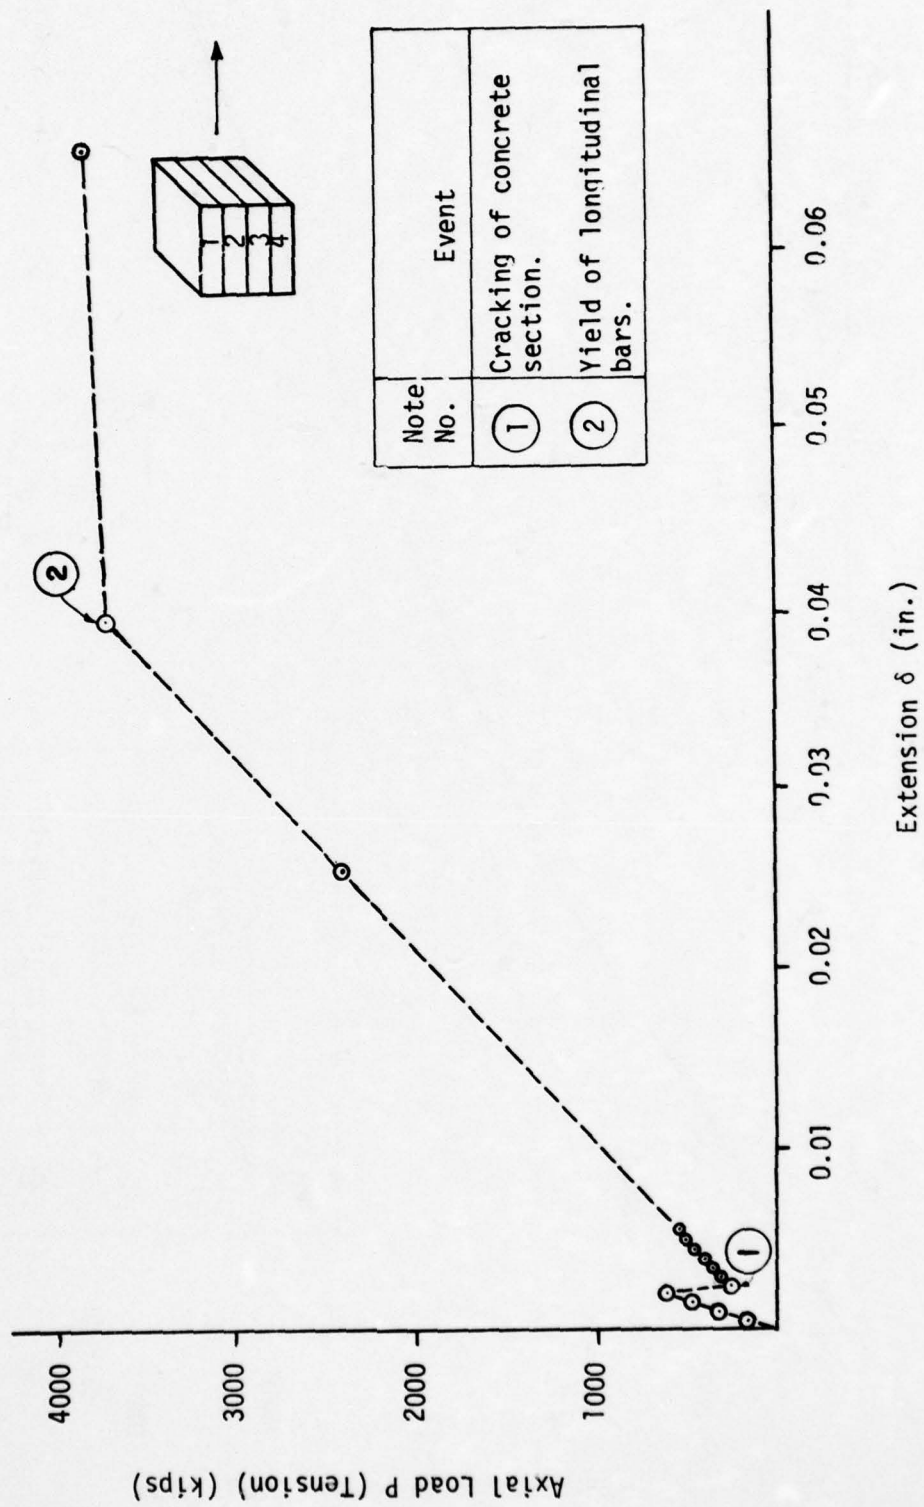 Axial Load P (Tension) (kips)
4000
3000
2000
1000
0.01
0.02
0.03
0.04
0.05
0.06
Extension δ (in.)
1
2
1
2
3
4
Note No.
Event
1
Cracking of concrete
section.
2
Yield of longitudinal
bars.